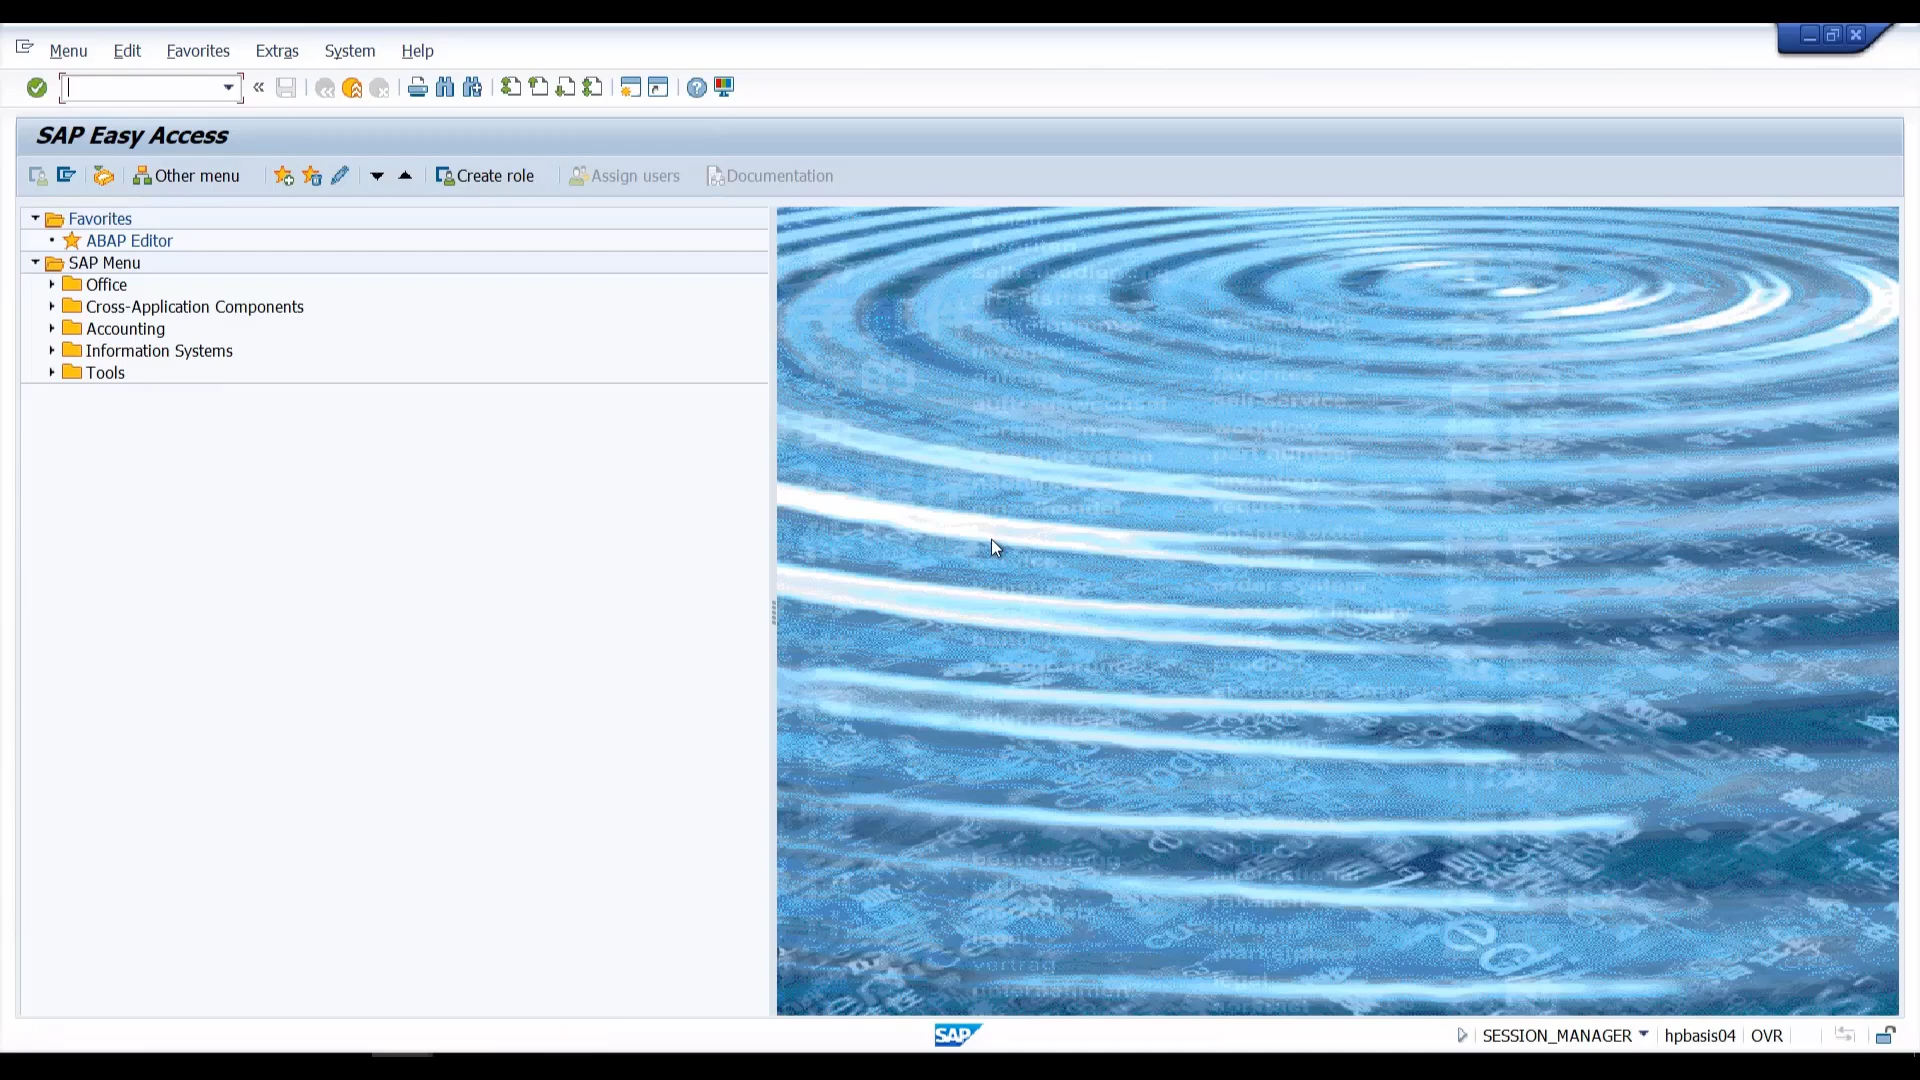 Menu Edit Favorites Extras System Help
SAP Easy Access
Other menu Create role Assign users Documentation
Favorites
ABAP Editor
SAP Menu
Office
Cross-Application Components
Accounting
Information Systems
Tools
SAP SESSION_MANAGER hpbasis04 OVR